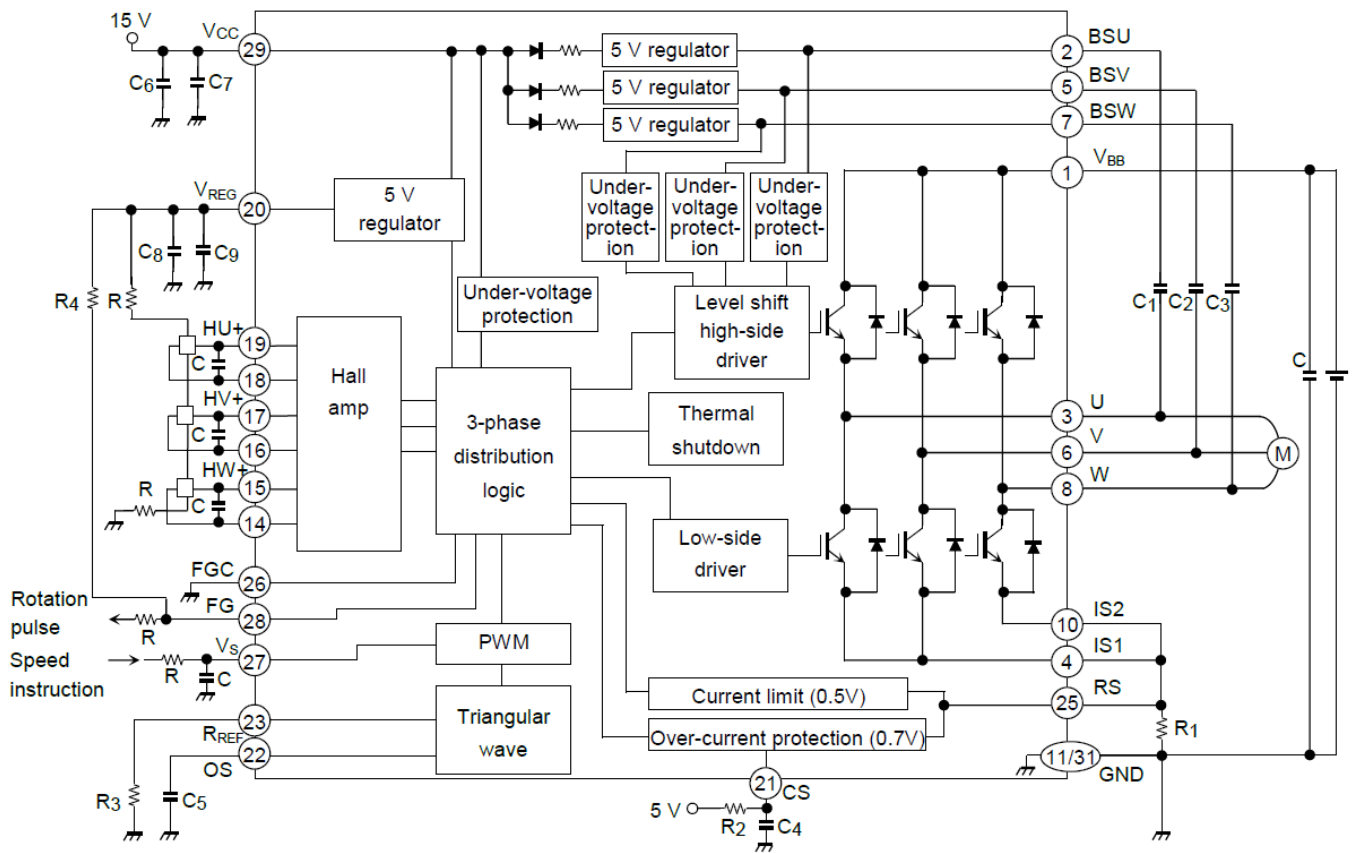 15 V
VCC
29
C6
C7
5 V regulator
5 V regulator
5 V regulator
2
BSU
5
BSV
7
BSW
1
VBB
VREG
20
5 V
regulator
C8
C9
R4
R
Under-
voltage
protect-
ion
Under-
voltage
protect-
ion
Under-
voltage
protect-
ion
Under-voltage
protection
Level shift
high-side
driver
C1
C2
C3
C
HU+
19
C
18
HV+
17
C
16
HW+
15
R
C
14
Hall
amp
3-phase
distribution
logic
Thermal
shutdown
Low-side
driver
3
U
6
V
8
W
M
FGC
26
Rotation
pulse
R
FG
28
Speed
instruction
R
C
VS
27
PWM
10
IS2
4
IS1
25
RS
R1
11/31
GND
23
RREF
22
OS
R3
C5
Triangular
wave
Current limit (0.5V)
Over-current protection (0.7V)
21
CS
5 V
R2
C4